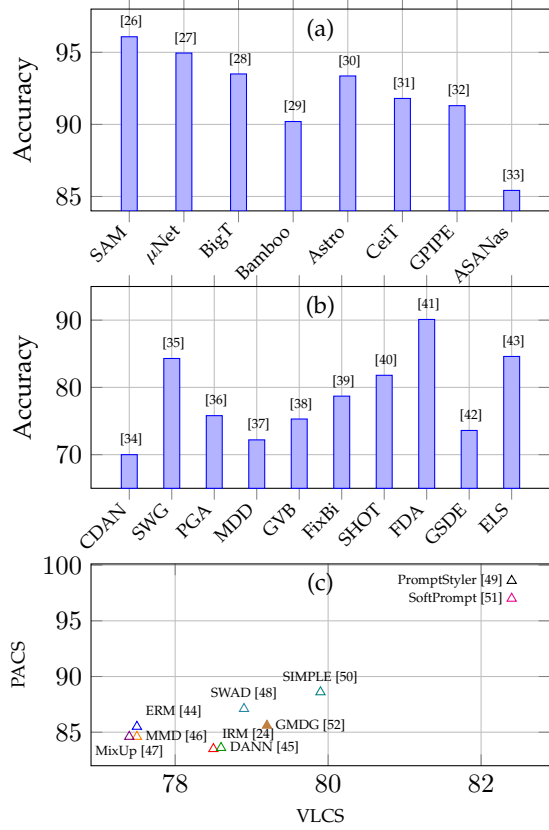 (a)
Accuracy
95
90
85
[26]
[27]
[28]
[29]
[30]
[31]
[32]
[33]
SAM
μNet
BigT
Bamboo
Astro
CeiT
GPIPE
ASANas
(b)
Accuracy
90
80
70
[34]
[35]
[36]
[37]
[38]
[39]
[40]
[41]
[42]
[43]
CDAN
SWG
PGA
MDD
GVB
FixBi
SHOT
FDA
GSDE
ELS
(c)
PACS
100
95
90
85
PromptStyler [49]
SoftPrompt [51]
SIMPLE [50]
SWAD [48]
ERM [44]
GMDG [52]
MMD [46]
IRM [24]
MixUp [47]
DANN [45]
78
80
82
VLCS